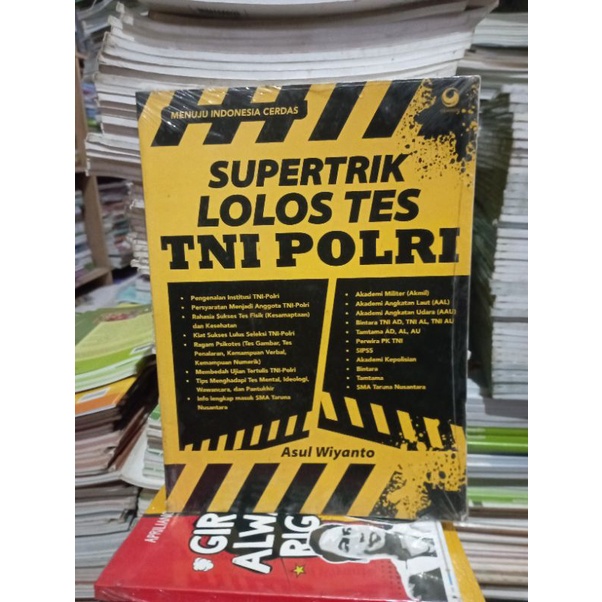 MENUJU INDONESIA CERDAS
SUPERTRIK
LOLOS TES
TNI POLRI
• Pengenalan Institusi TNI-Polri
• Persyaratan Menjadi Anggota TNI-Polri
• Rahasia Sukses Tes Fisik (Kesamaptaan)
dan Kesehatan
• Kiat Sukses Lulus Seleksi TNI-Polri
• Ragam Psikotes (Tes Gambar, Tes
Penalaran, Kemampuan Verbal,
Kemampuan Numerik)
• Membedah Ujian Tertulis TNI-Polri
• Tips Menghadapi Tes Mental, Ideologi,
Wawancara, dan Pantukhir
• Info lengkap masuk SMA Taruna
Nusantara
• Akademi Militer (Akmil)
• Akademi Angkatan Laut (AAL)
• Akademi Angkatan Udara (AAU)
• Bintara TNI AD, TNI AL, TNI AU
• Tamtama AD, AL, AU
• Perwira PK TNI
• SIPSS
• Akademi Kepolisian
• Bintara
• Tamtama
• SMA Taruna Nusantara
Asul Wiyanto
GIR
ALWA
RIG